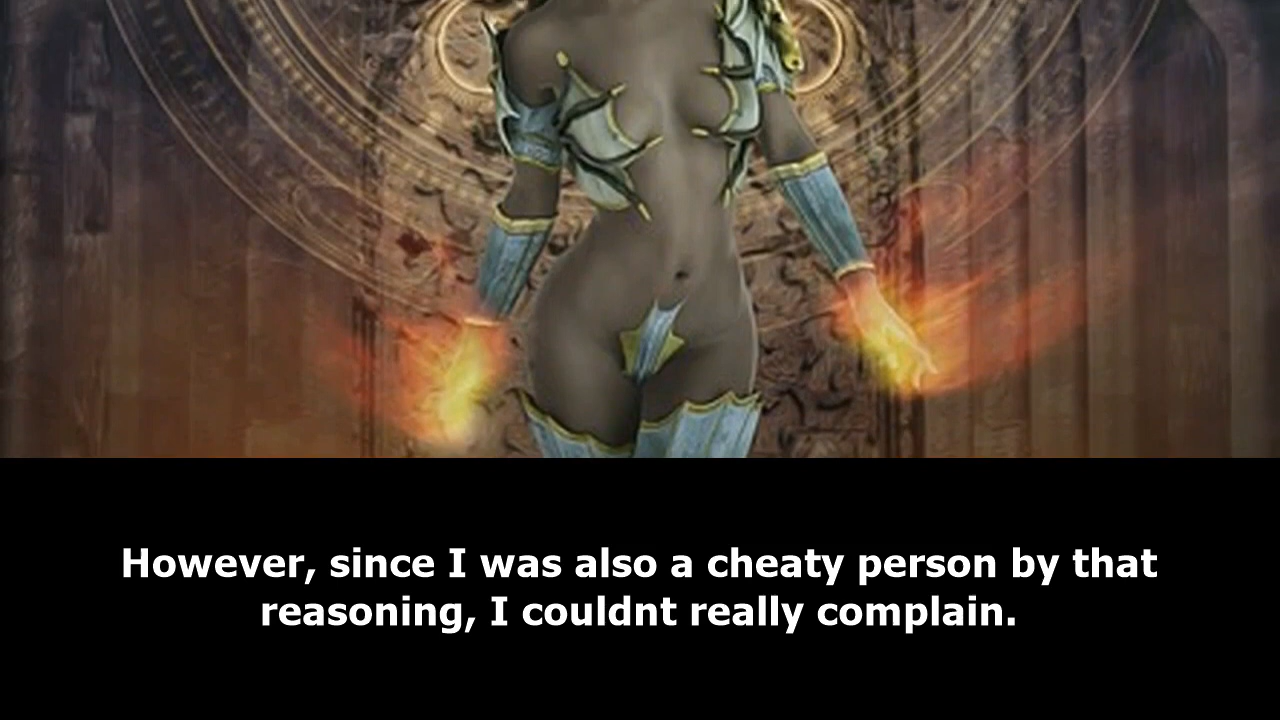 However, since I was also a cheaty person by that
reasoning, I couldnt really complain.